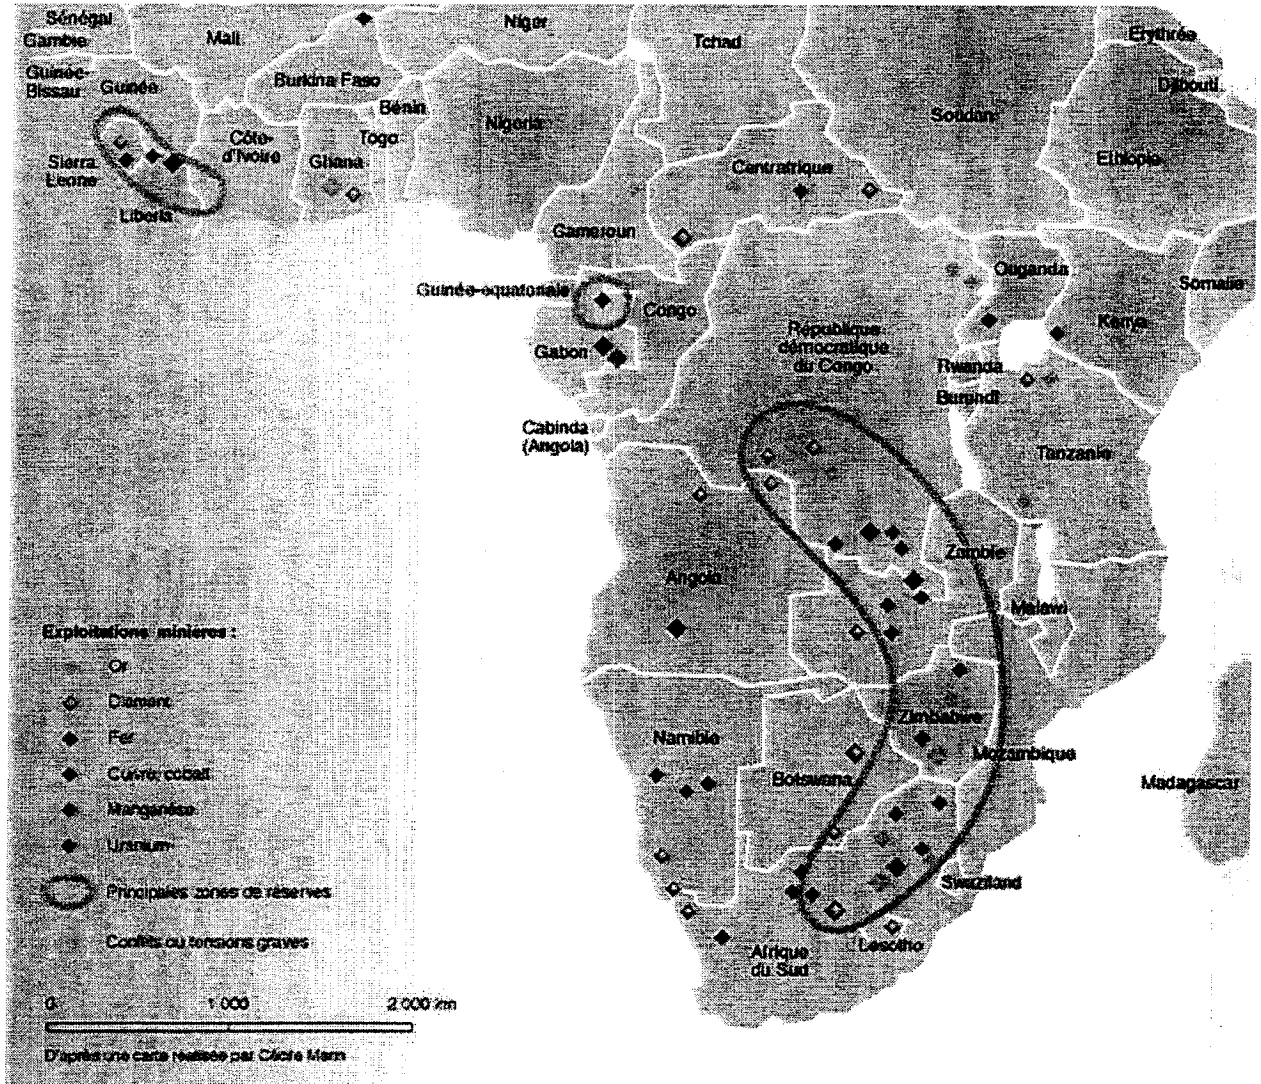 Sénégal
Gambie
Mali
Niger
Tchad
Erythrée
Guinée-
Bissau
Guinée
Burkina Faso
Djibouti
Bénin
Nigeria
Soudan
Côte-
d'Ivoire
Togo
Ghana
Sierra
Leone
Liberia
Centrafrique
Ethiopie
Cameroun
Guinée-équatoriale
Congo
Ouganda
Somalie
République
démocratique
du Congo
Kenya
Gabon
Rwanda
Burundi
Cabinda
(Angola)
Tanzanie
Angola
Zambie
Malawi
Zimbabwe
Namibie
Botswana
Mozambique
Madagascar
Swaziland
Lesotho
Afrique
du Sud
Exploitations minières :
Or
Diamant
Fer
Cuivre, cobalt
Manganèse
Uranium
Principales zones de réserves
Conflits ou tensions graves
0 1 000 2 000 km
D'après une carte réalisée par Cécile Marin